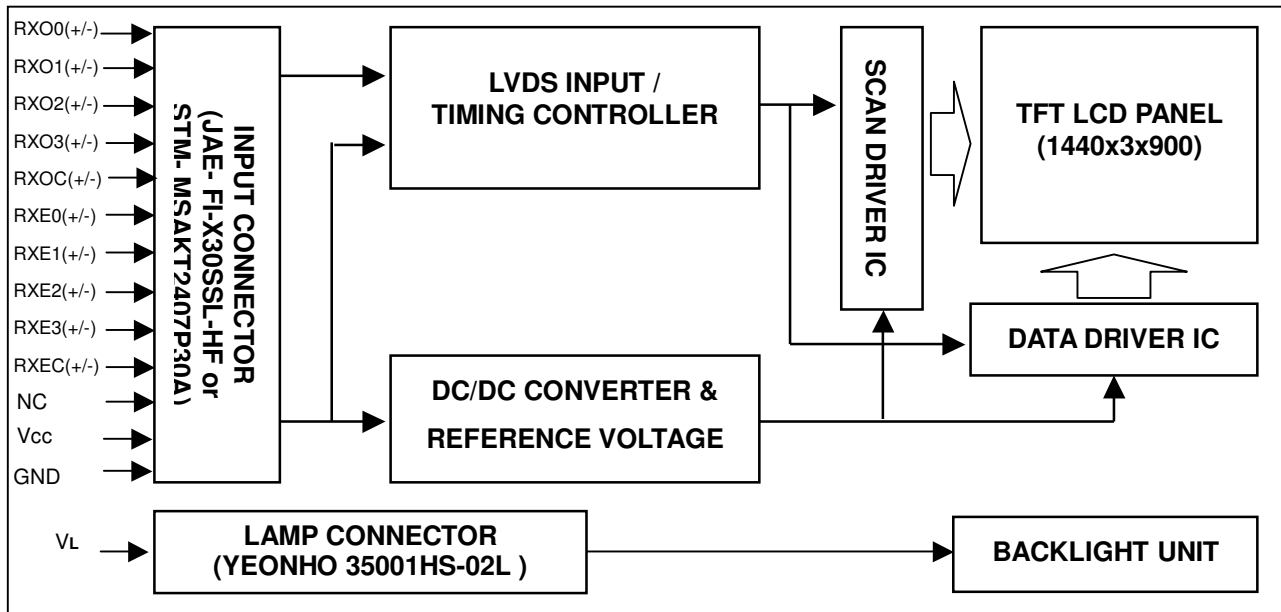 RXO0(+/-)
RXO1(+/-)
RXO2(+/-)
RXO3(+/-)
RXOC(+/-)
RXE0(+/-)
RXE1(+/-)
RXE2(+/-)
RXE3(+/-)
RXEC(+/-)
NC
Vcc
GND
VL
INPUT CONNECTOR
(JAE- FI-X30SSL-HF or
STM- MSAKT2407P30A)
LVDS INPUT /
TIMING CONTROLLER
SCAN DRIVER IC
TFT LCD PANEL
(1440x3x900)
DATA DRIVER IC
DC/DC CONVERTER &
REFERENCE VOLTAGE
LAMP CONNECTOR
(YEONHO 35001HS-02L )
BACKLIGHT UNIT